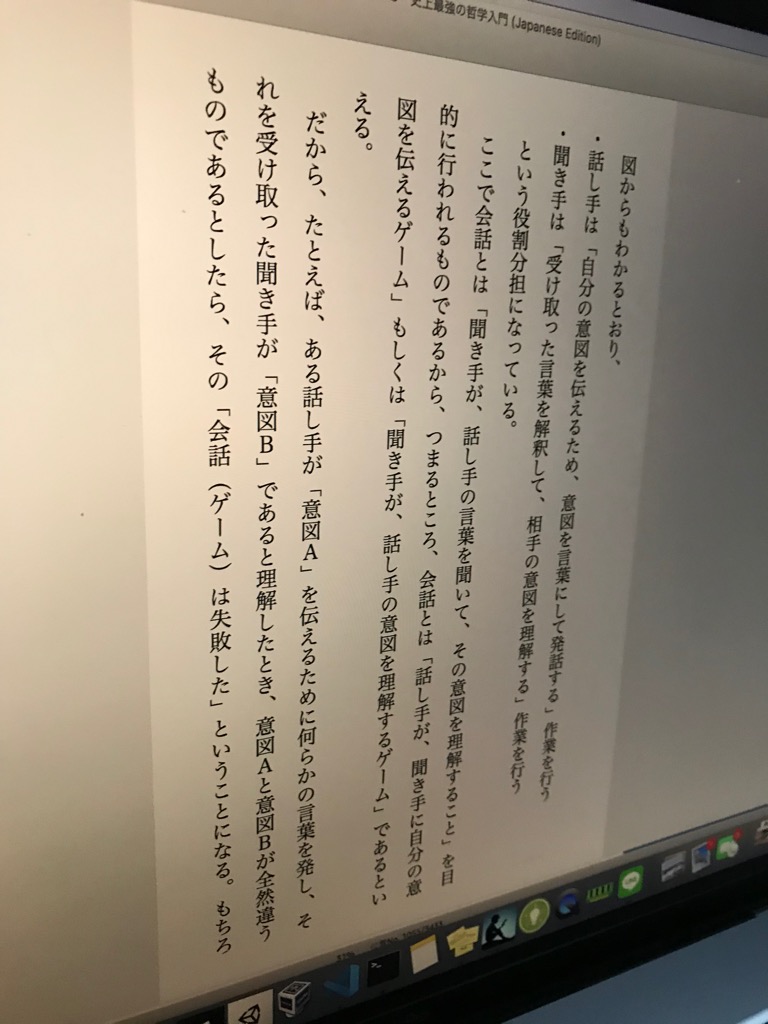 史上最強の哲学入門 (Japanese Edition)
図からもわかるとおり、
・話し手は「自分の意図を伝えるため、意図を言葉にして発話する」作業を行う
・聞き手は「受け取った言葉を解釈して、相手の意図を理解する」作業を行う
という役割分担になっている。
ここで会話とは「聞き手が、話し手の言葉を聞いて、その意図を理解すること」を目
的に行われるものであるから、つまるところ、会話とは「話し手が、聞き手に自分の意
図を伝えるゲーム」もしくは「聞き手が、話し手の意図を理解するゲーム」であるとい
える。
だから、たとえば、ある話し手が「意図A」を伝えるために何らかの言葉を発し、そ
れを受け取った聞き手が「意図B」であると理解したとき、意図Aと意図Bが全然違う
ものであるとしたら、その「会話（ゲーム）は失敗した」ということになる。もちろ
LINE